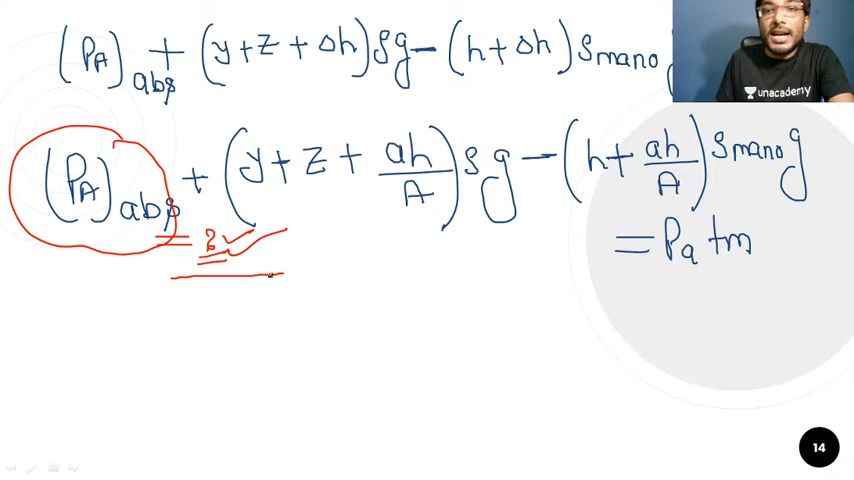 (PA)abs + (y+z+Δh)ρg - (h+Δh)ρmano
unacademy
(PA)abs + (y+z+ah/A)ρg - (h+ah/A)ρmano g
= ?
= Patm
14